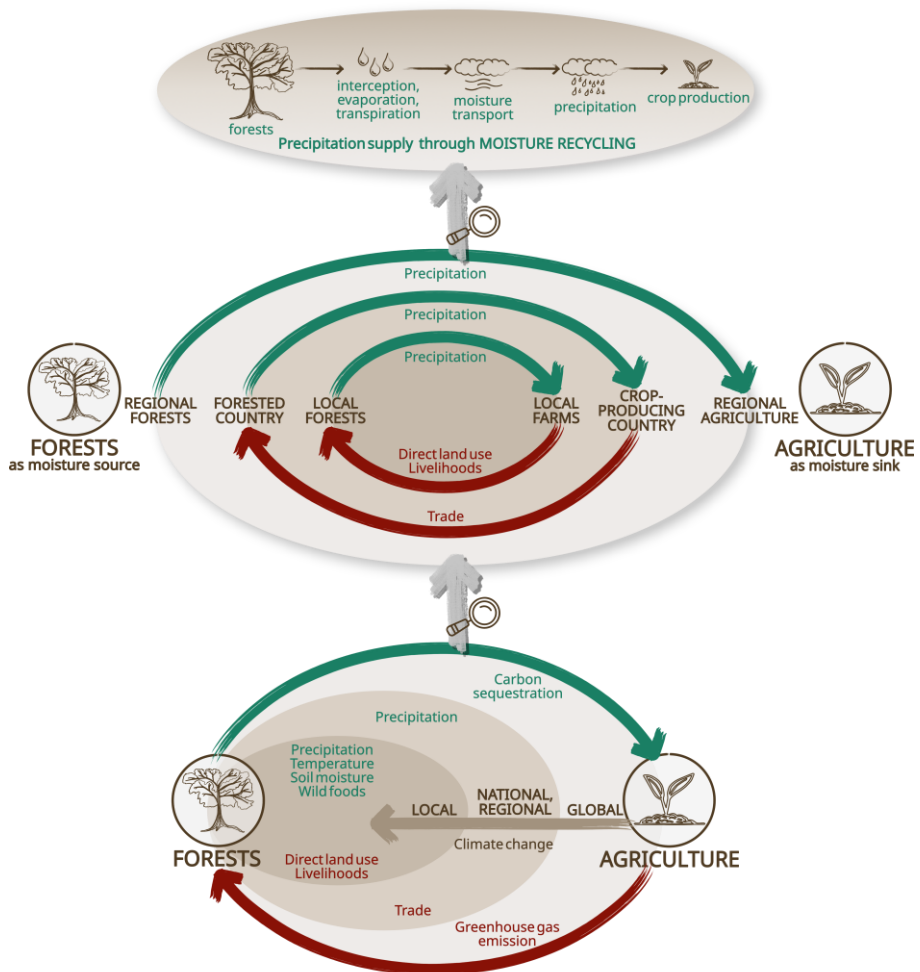 forests
interception,
evaporation,
transpiration
moisture
transport
precipitation
crop production
Precipitation supply through MOISTURE RECYCLING
Precipitation
Precipitation
Precipitation
REGIONAL
FORESTS
FORESTED
COUNTRY
LOCAL
FORESTS
LOCAL
FARMS
CROP-
PRODUCING
COUNTRY
REGIONAL
AGRICULTURE
FORESTS
as moisture source
AGRICULTURE
as moisture sink
Direct land use
Livelihoods
Trade
Carbon
sequestration
Precipitation
Precipitation
Temperature
Soil moisture
Wild foods
LOCAL
NATIONAL,
REGIONAL
GLOBAL
Climate change
FORESTS
AGRICULTURE
Direct land use
Livelihoods
Trade
Greenhouse gas
emission